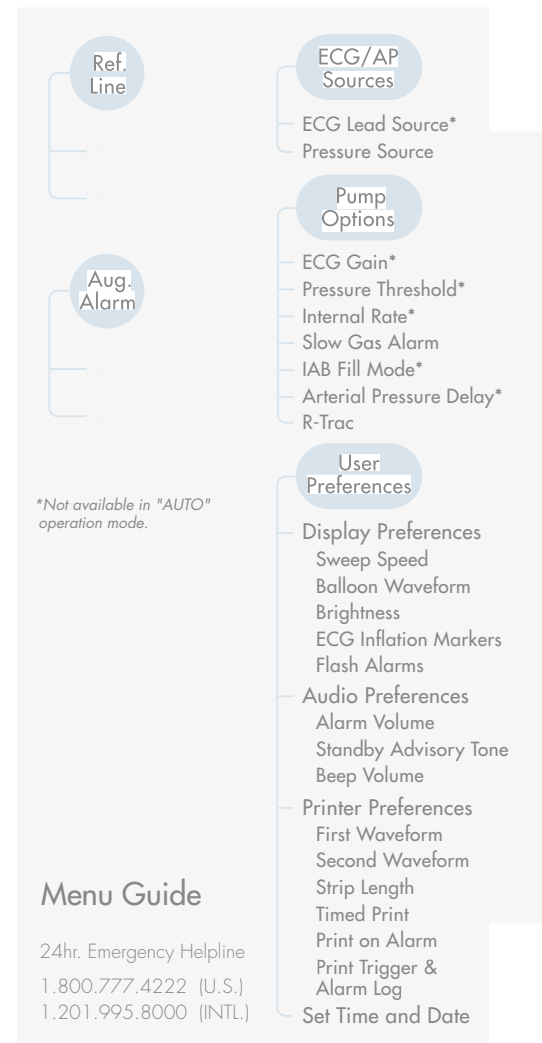 Ref.
Line
Aug.
Alarm
*Not available in "AUTO"
operation mode.
Menu Guide
24hr. Emergency Helpline
1.800.777.4222 (U.S.)
1.201.995.8000 (INTL.)
ECG/AP
Sources
ECG Lead Source*
Pressure Source
Pump
Options
ECG Gain*
Pressure Threshold*
Internal Rate*
Slow Gas Alarm
IAB Fill Mode*
Arterial Pressure Delay*
R-Trac
User
Preferences
Display Preferences
Sweep Speed
Balloon Waveform
Brightness
ECG Inflation Markers
Flash Alarms
Audio Preferences
Alarm Volume
Standby Advisory Tone
Beep Volume
Printer Preferences
First Waveform
Second Waveform
Strip Length
Timed Print
Print on Alarm
Print Trigger &
Alarm Log
Set Time and Date